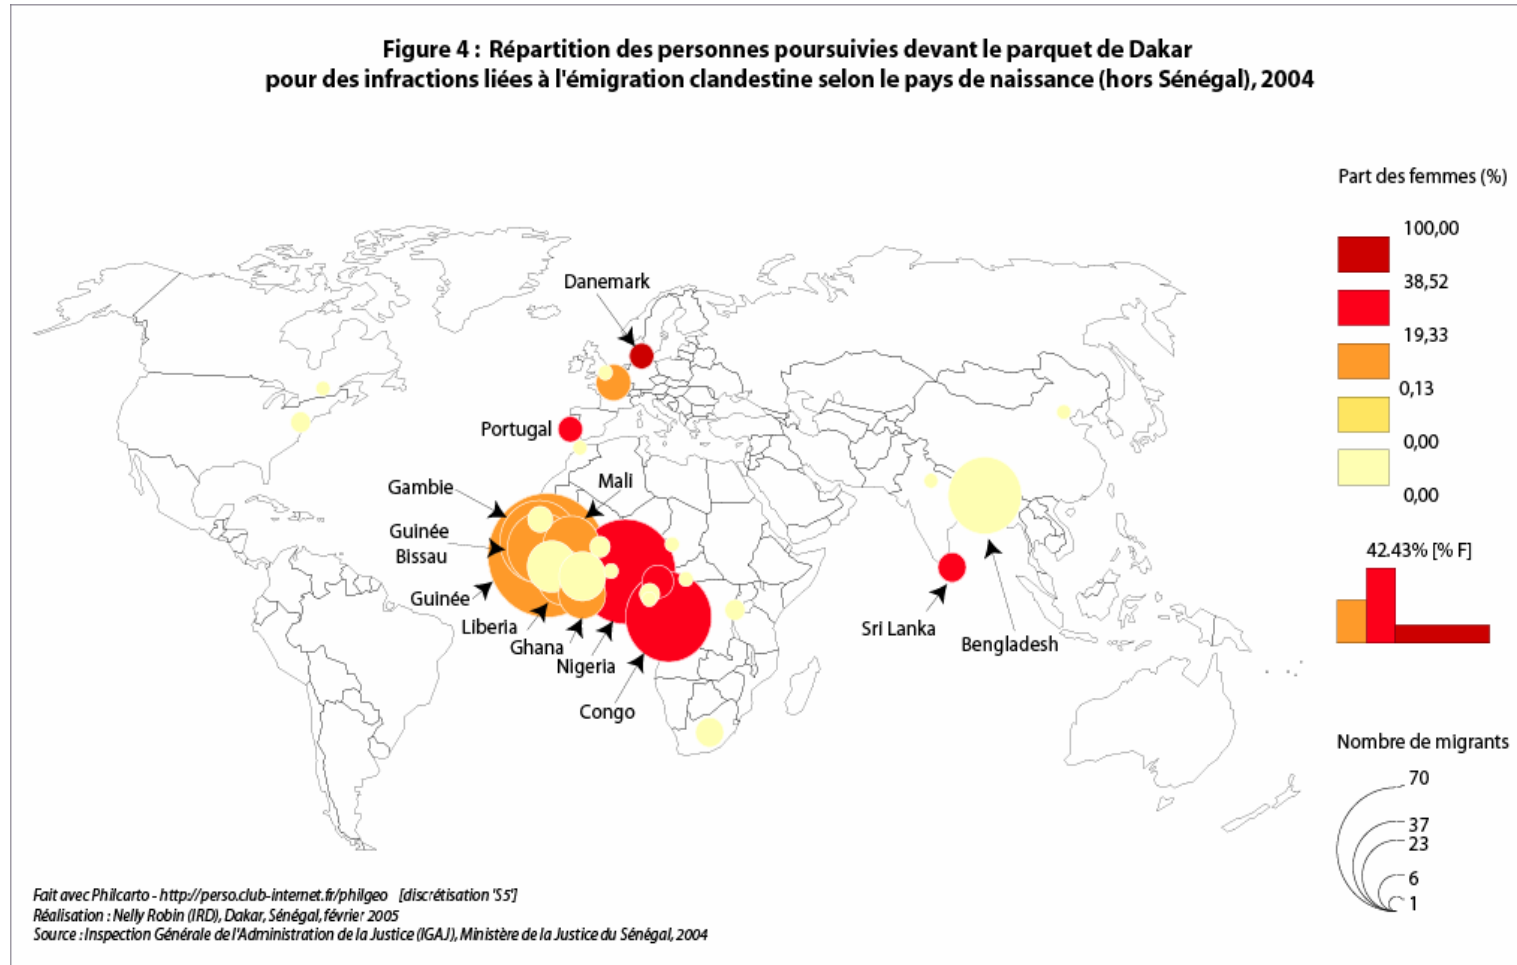 Figure 4 : Répartition des personnes poursuivies devant le parquet de Dakar
pour des infractions liées à l'émigration clandestine selon le pays de naissance (hors Sénégal), 2004
Part des femmes (%)
100,00
38,52
19,33
0,13
0,00
0,00
42.43% [% F]
Nombre de migrants
70
37
23
6
1
Danemark
Portugal
Gambie
Mali
Guinée
Bissau
Guinée
Liberia
Ghana
Nigeria
Congo
Sri Lanka
Bengladesh
Fait avec Philcarto - http://perso.club-internet.fr/philgeo [discrétisation 'S5']
Réalisation : Nelly Robin (IRD), Dakar, Sénégal, février 2005
Source : Inspection Générale de l'Administration de la Justice (IGAJ), Ministère de la Justice du Sénégal, 2004